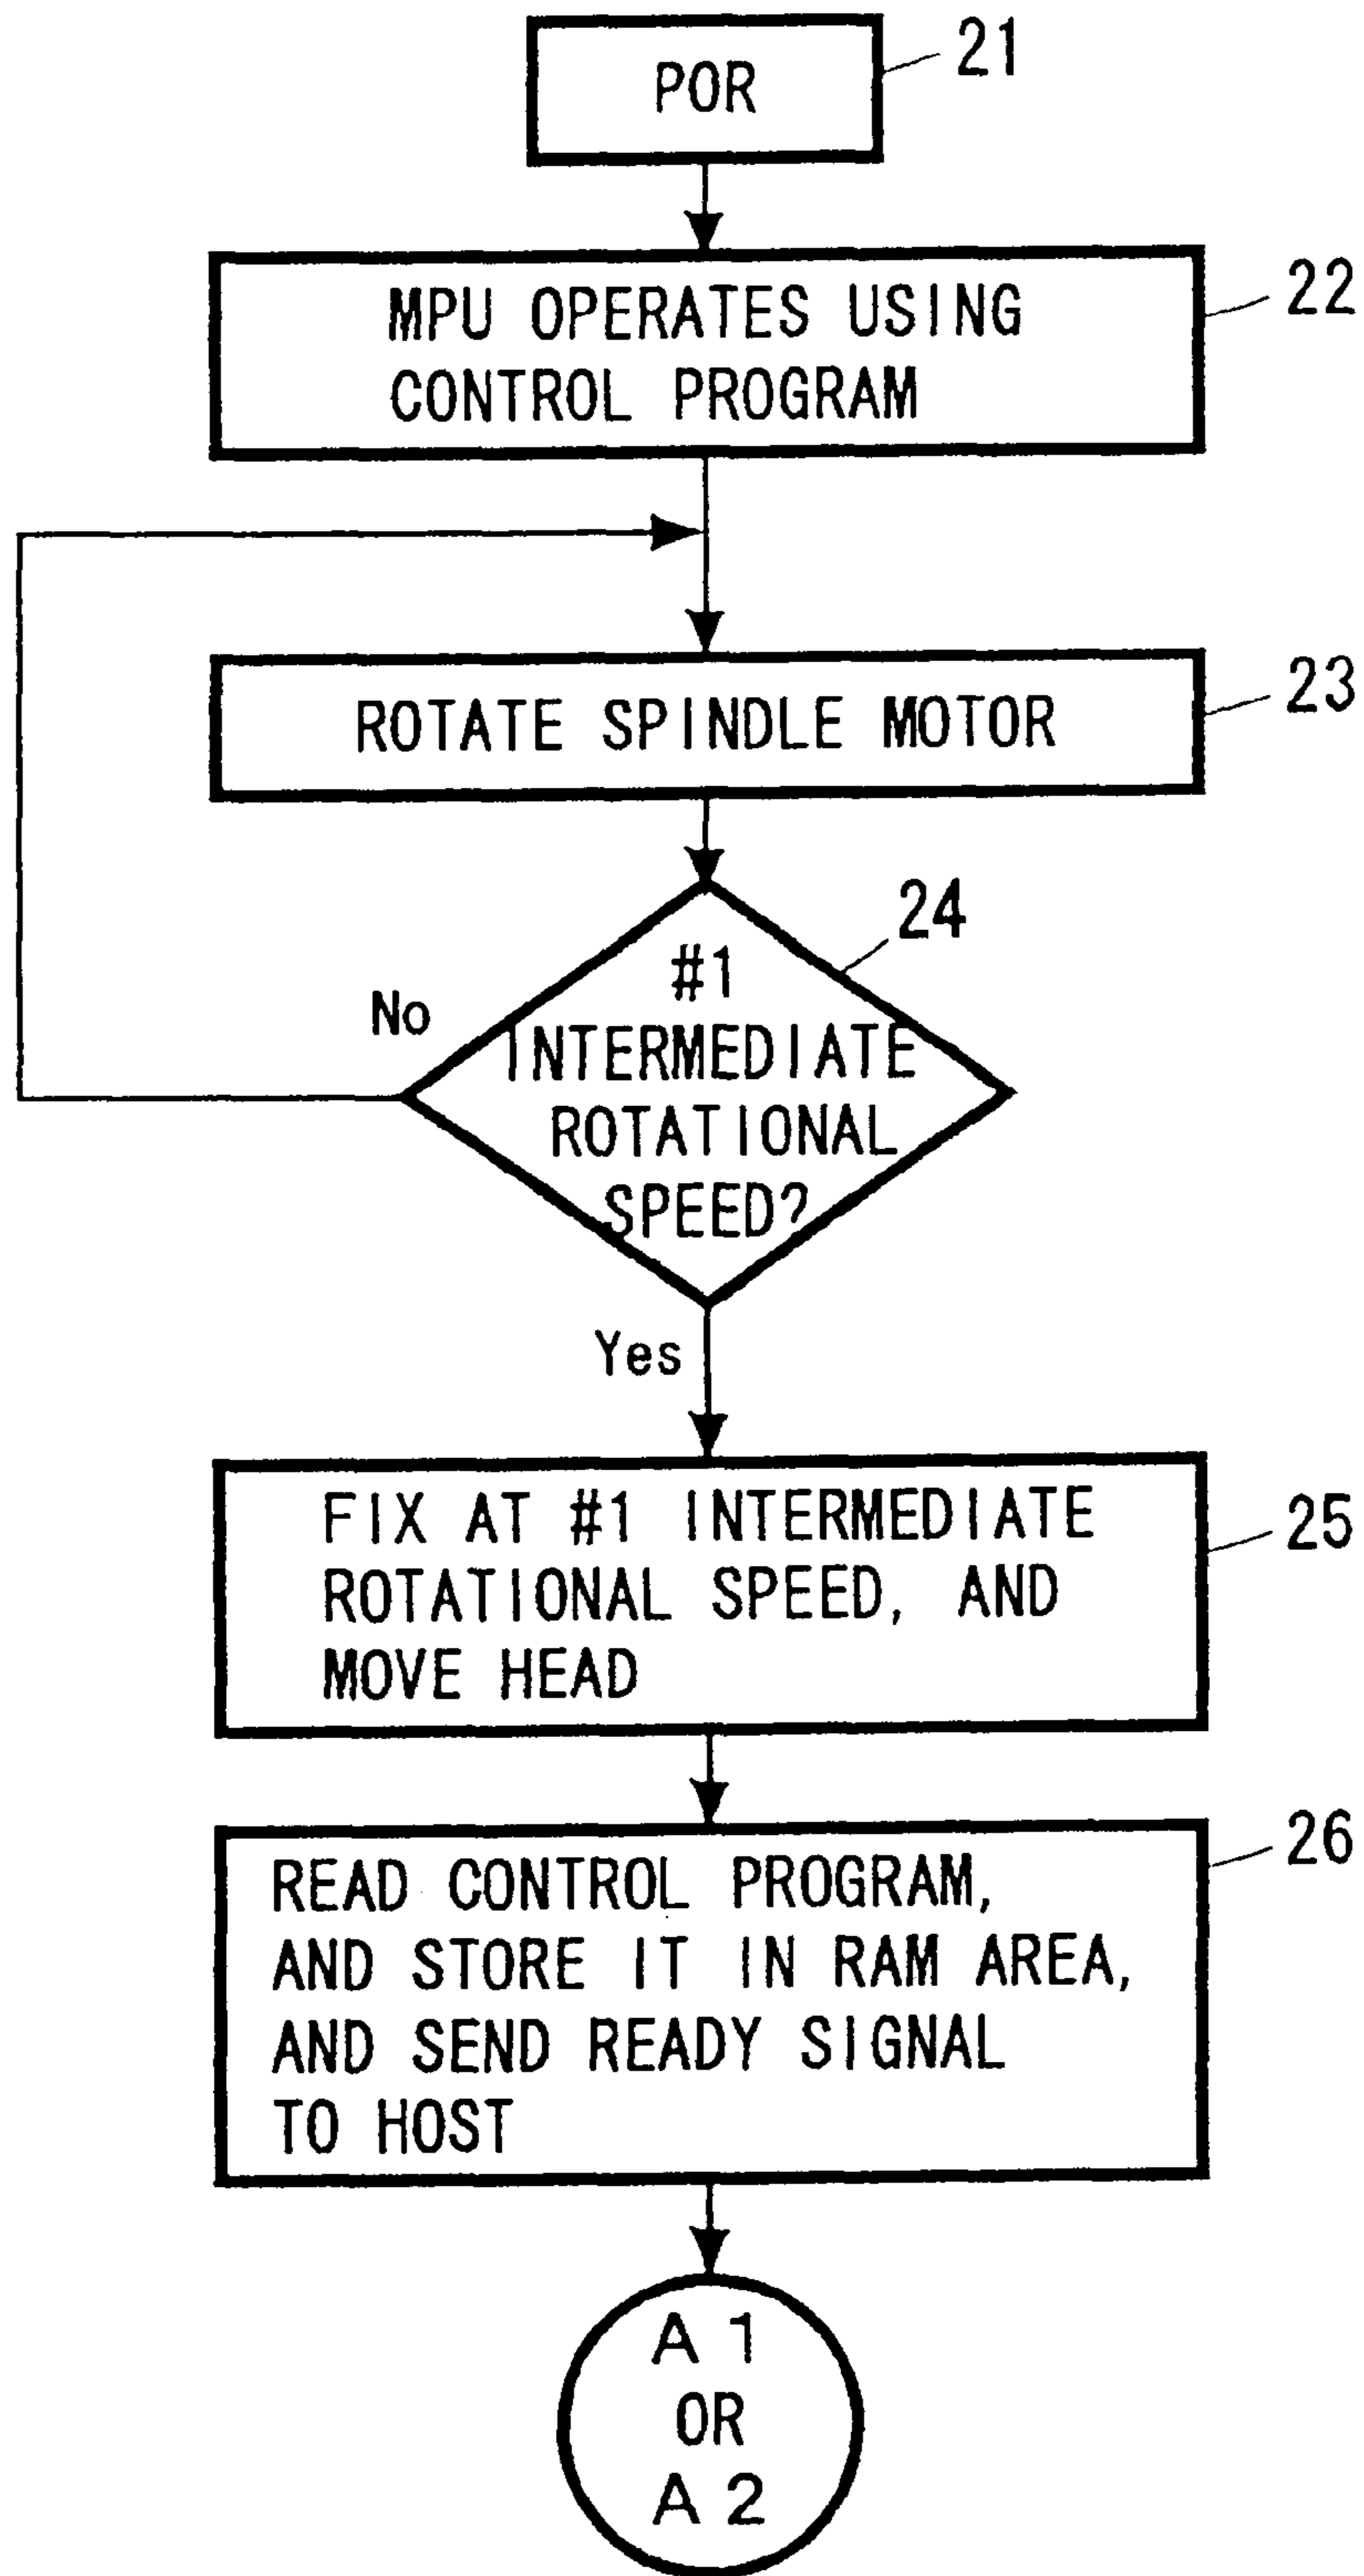 POR
21
MPU OPERATES USING
CONTROL PROGRAM
22
ROTATE SPINDLE MOTOR
23
24
#1
INTERMEDIATE
ROTATIONAL
SPEED?
No
Yes
FIX AT #1 INTERMEDIATE
ROTATIONAL SPEED, AND
MOVE HEAD
25
READ CONTROL PROGRAM,
AND STORE IT IN RAM AREA,
AND SEND READY SIGNAL
TO HOST
26
A1
OR
A2